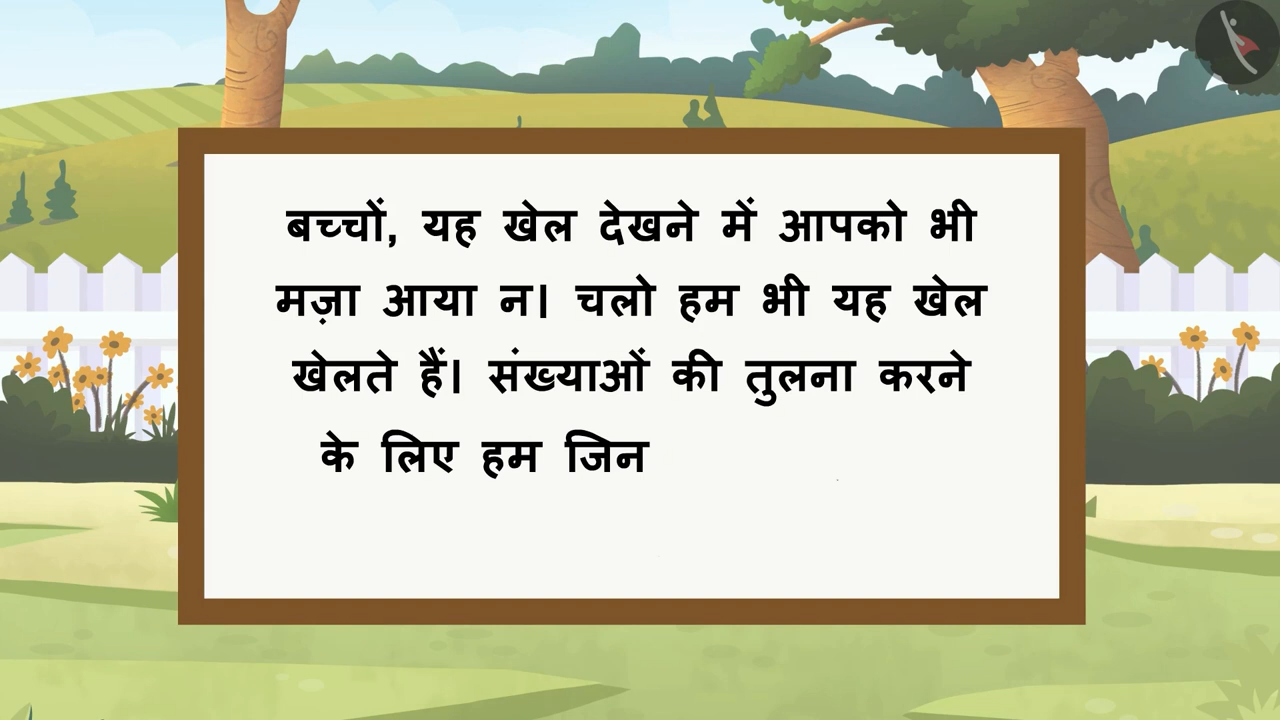 बच्चों, यह खेल देखने में आपको भी
मज़ा आया न। चलो हम भी यह खेल
खेलते हैं। संख्याओं की तुलना करने
के लिए हम जिन